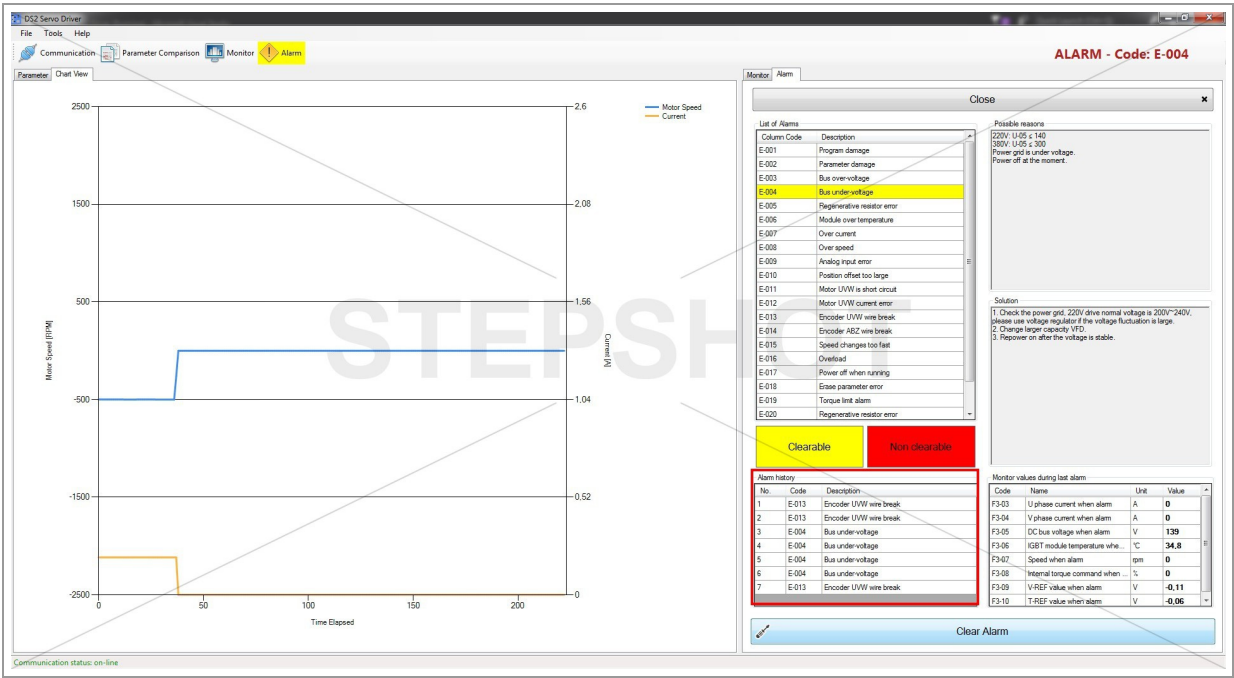 DS2 Servo Driver
File Tools Help
Communication Parameter Comparison Monitor Alarm
ALARM - Code: E-004
Parameter Chart View
Motor Speed
Current
2500
1500
500
-500
-1500
-2500
2.6
2.08
1.56
1.04
0.52
0
Motor Speed [RPM]
Current [A]
0 50 100 150 200
Time Elapsed
STEPSHOT
Monitor Alarm
Close
List of Alarms
Column Code Description
E-001 Program damage
E-002 Parameter damage
E-003 Bus over-voltage
E-004 Bus under-voltage
E-005 Regenerative resistor error
E-006 Module over temperature
E-007 Over current
E-008 Over speed
E-009 Analog input error
E-010 Position offset too large
E-011 Motor UVW is short circuit
E-012 Motor UVW current error
E-013 Encoder UVW wire break
E-014 Encoder ABZ wire break
E-015 Speed changes too fast
E-016 Overload
E-017 Power off when running
E-018 Erase parameter error
E-019 Torque limit alarm
E-020 Regenerative resistor error
Clearable
Non clearable
Possible reasons
220V: U-05 ≤ 140
380V: U-05 ≤ 300
Power grid is under voltage.
Power off at the moment.
Solution
1. Check the power grid, 220V drive normal voltage is 200V~240V,
please use voltage regulator if the voltage fluctuation is large.
2. Change larger capacity VFD.
3. Repower on after the voltage is stable.
Alarm history
No. Code Description
1 E-013 Encoder UVW wire break
2 E-013 Encoder UVW wire break
3 E-004 Bus under-voltage
4 E-004 Bus under-voltage
5 E-004 Bus under-voltage
6 E-004 Bus under-voltage
7 E-013 Encoder UVW wire break
Monitor values during last alarm
Code Name Unit Value
F3-03 U phase current when alarm A 0
F3-04 V phase current when alarm A 0
F3-05 DC bus voltage when alarm V 139
F3-06 IGBT module temperature whe... °C 34,8
F3-07 Speed when alarm rpm 0
F3-08 Internal torque command when ... % 0
F3-09 V-REF value when alarm V -0,11
F3-10 T-REF value when alarm V -0,06
Clear Alarm
Communication status: on-line